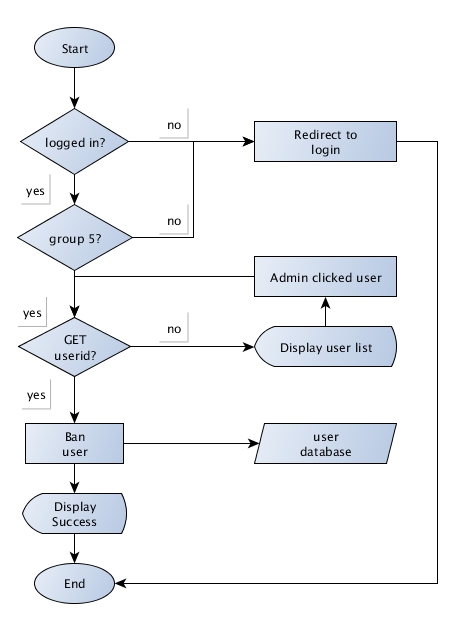 Start
no
logged in?
Redirect to
login
yes
no
group 5?
Admin clicked user
yes
no
GET
userid?
Display user list
yes
Ban
user
user
database
Display
Success
End